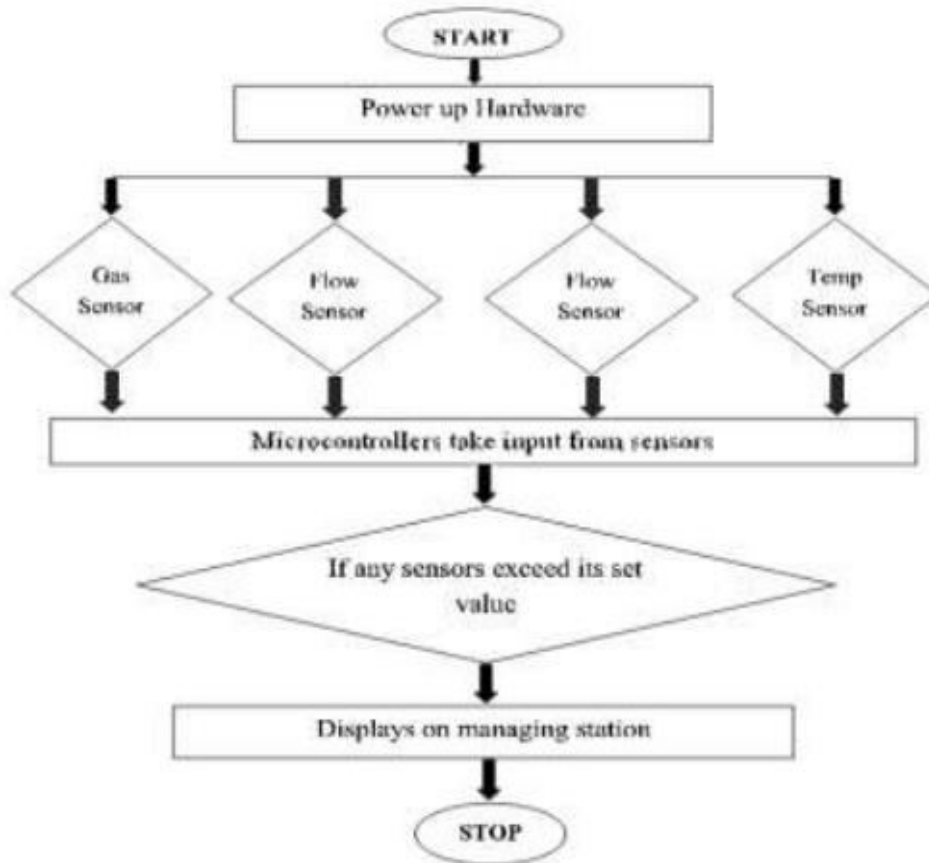 START
Power up Hardware
Gas
Sensor
Flow
Sensor
Flow
Sensor
Temp
Sensor
Microcontrollers take input from sensors
If any sensors exceed its set
value
Displays on managing station
STOP